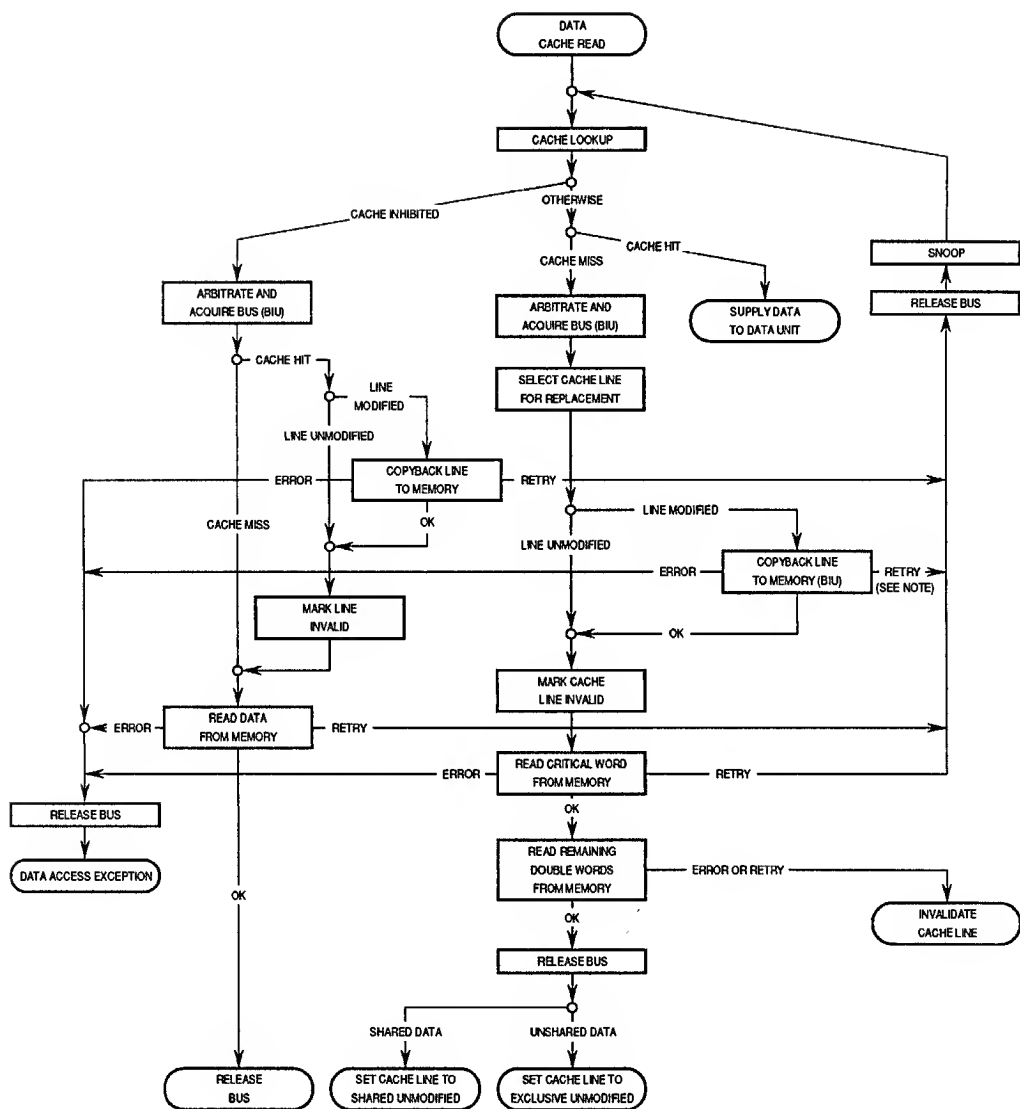 DATA
CACHE READ
CACHE LOOKUP
OTHERWISE
CACHE INHIBITED
CACHE HIT
CACHE MISS
SNOOP
RELEASE BUS
ARBITRATE AND
ACQUIRE BUS (BIU)
ARBITRATE AND
ACQUIRE BUS (BIU)
SUPPLY DATA
TO DATA UNIT
CACHE HIT
LINE
MODIFIED
SELECT CACHE LINE
FOR REPLACEMENT
LINE UNMODIFIED
ERROR
COPYBACK LINE
TO MEMORY
RETRY
OK
CACHE MISS
LINE MODIFIED
LINE UNMODIFIED
ERROR
COPYBACK LINE
TO MEMORY (BIU)
RETRY
(SEE NOTE)
MARK LINE
INVALID
OK
MARK CACHE
LINE INVALID
ERROR
READ DATA
FROM MEMORY
RETRY
ERROR
READ CRITICAL WORD
FROM MEMORY
RETRY
RELEASE BUS
OK
DATA ACCESS EXCEPTION
READ REMAINING
DOUBLE WORDS
FROM MEMORY
ERROR OR RETRY
OK
OK
INVALIDATE
CACHE LINE
RELEASE BUS
SHARED DATA
UNSHARED DATA
RELEASE
BUS
SET CACHE LINE TO
SHARED UNMODIFIED
SET CACHE LINE TO
EXCLUSIVE UNMODIFIED